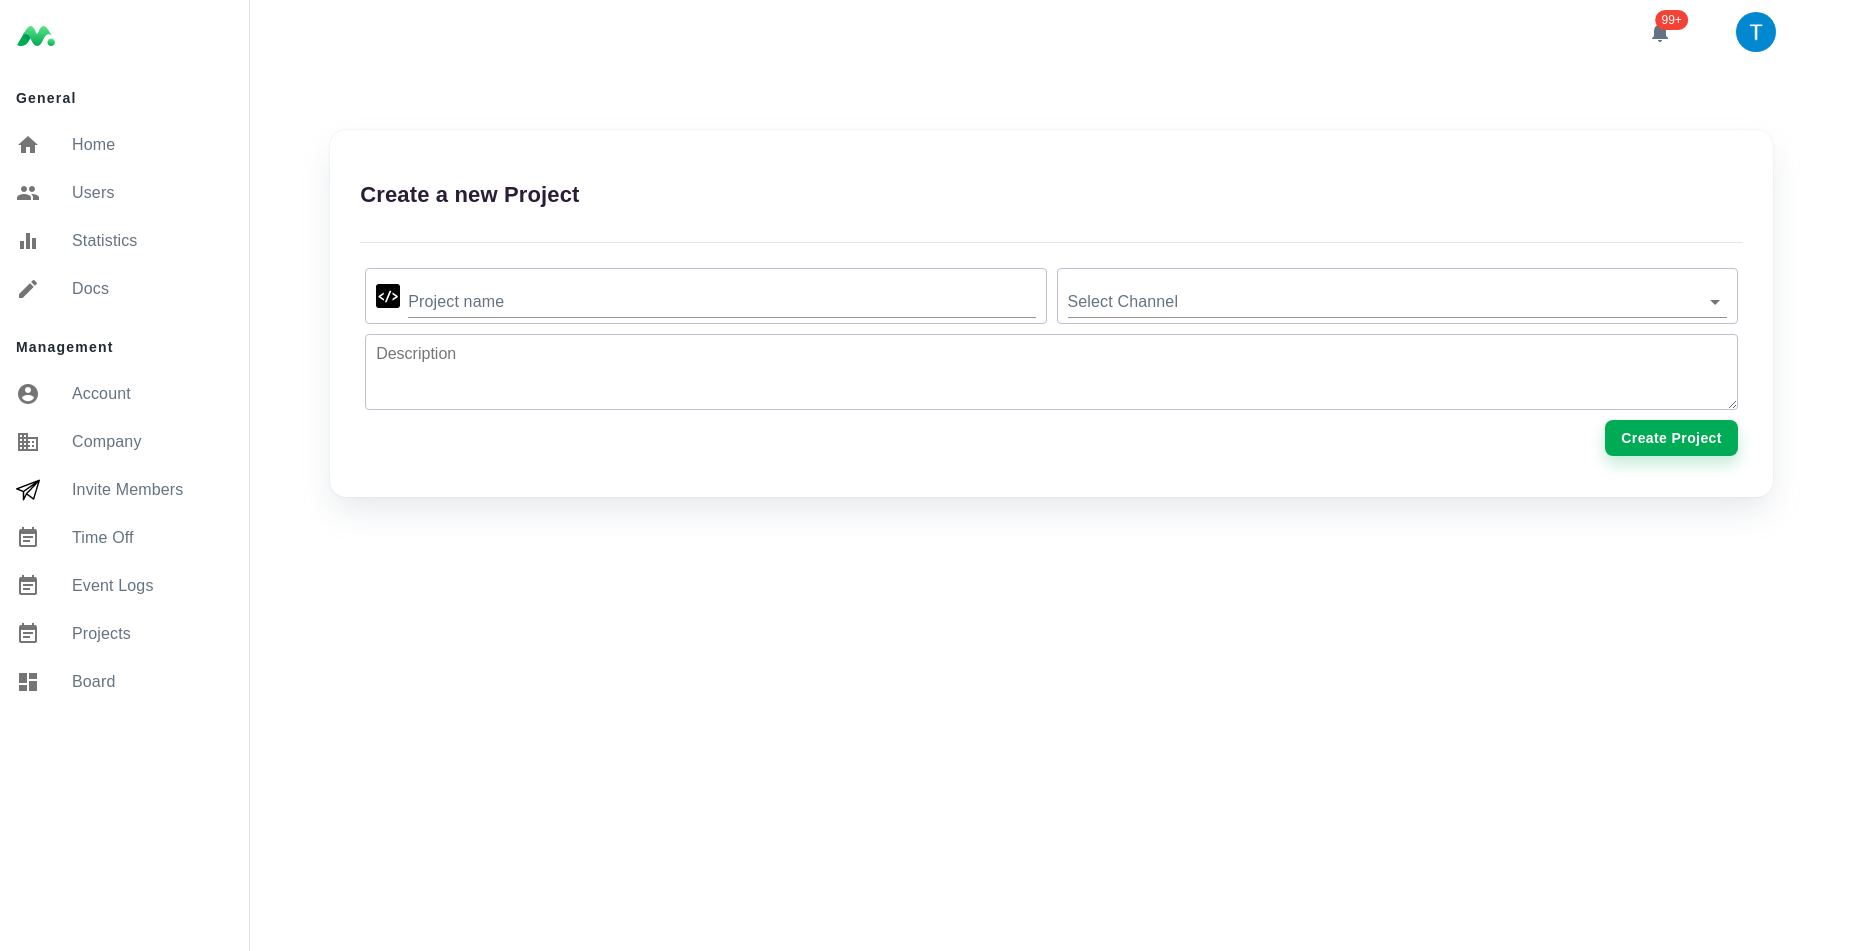 99+
T
General
Home
Users
Statistics
Docs
Management
Account
Company
Invite Members
Time Off
Event Logs
Projects
Board
Create a new Project
</>
Project name
Select Channel
Description
Create Project